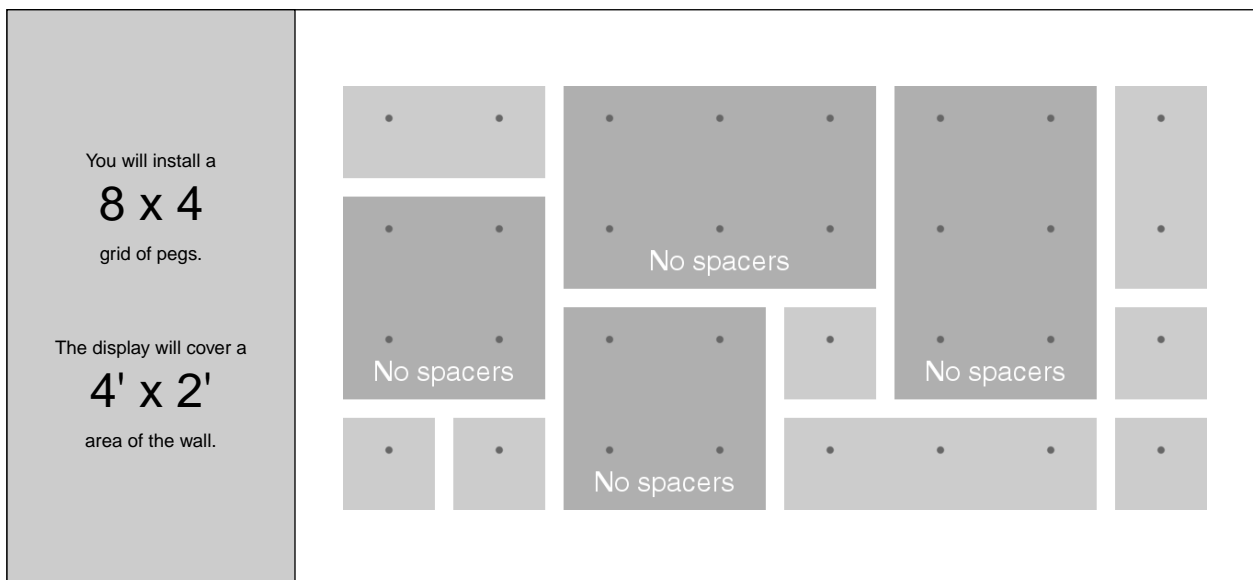 You will install a
8 x 4
grid of pegs.
The display will cover a
4' x 2'
area of the wall.
No spacers
No spacers
No spacers
No spacers